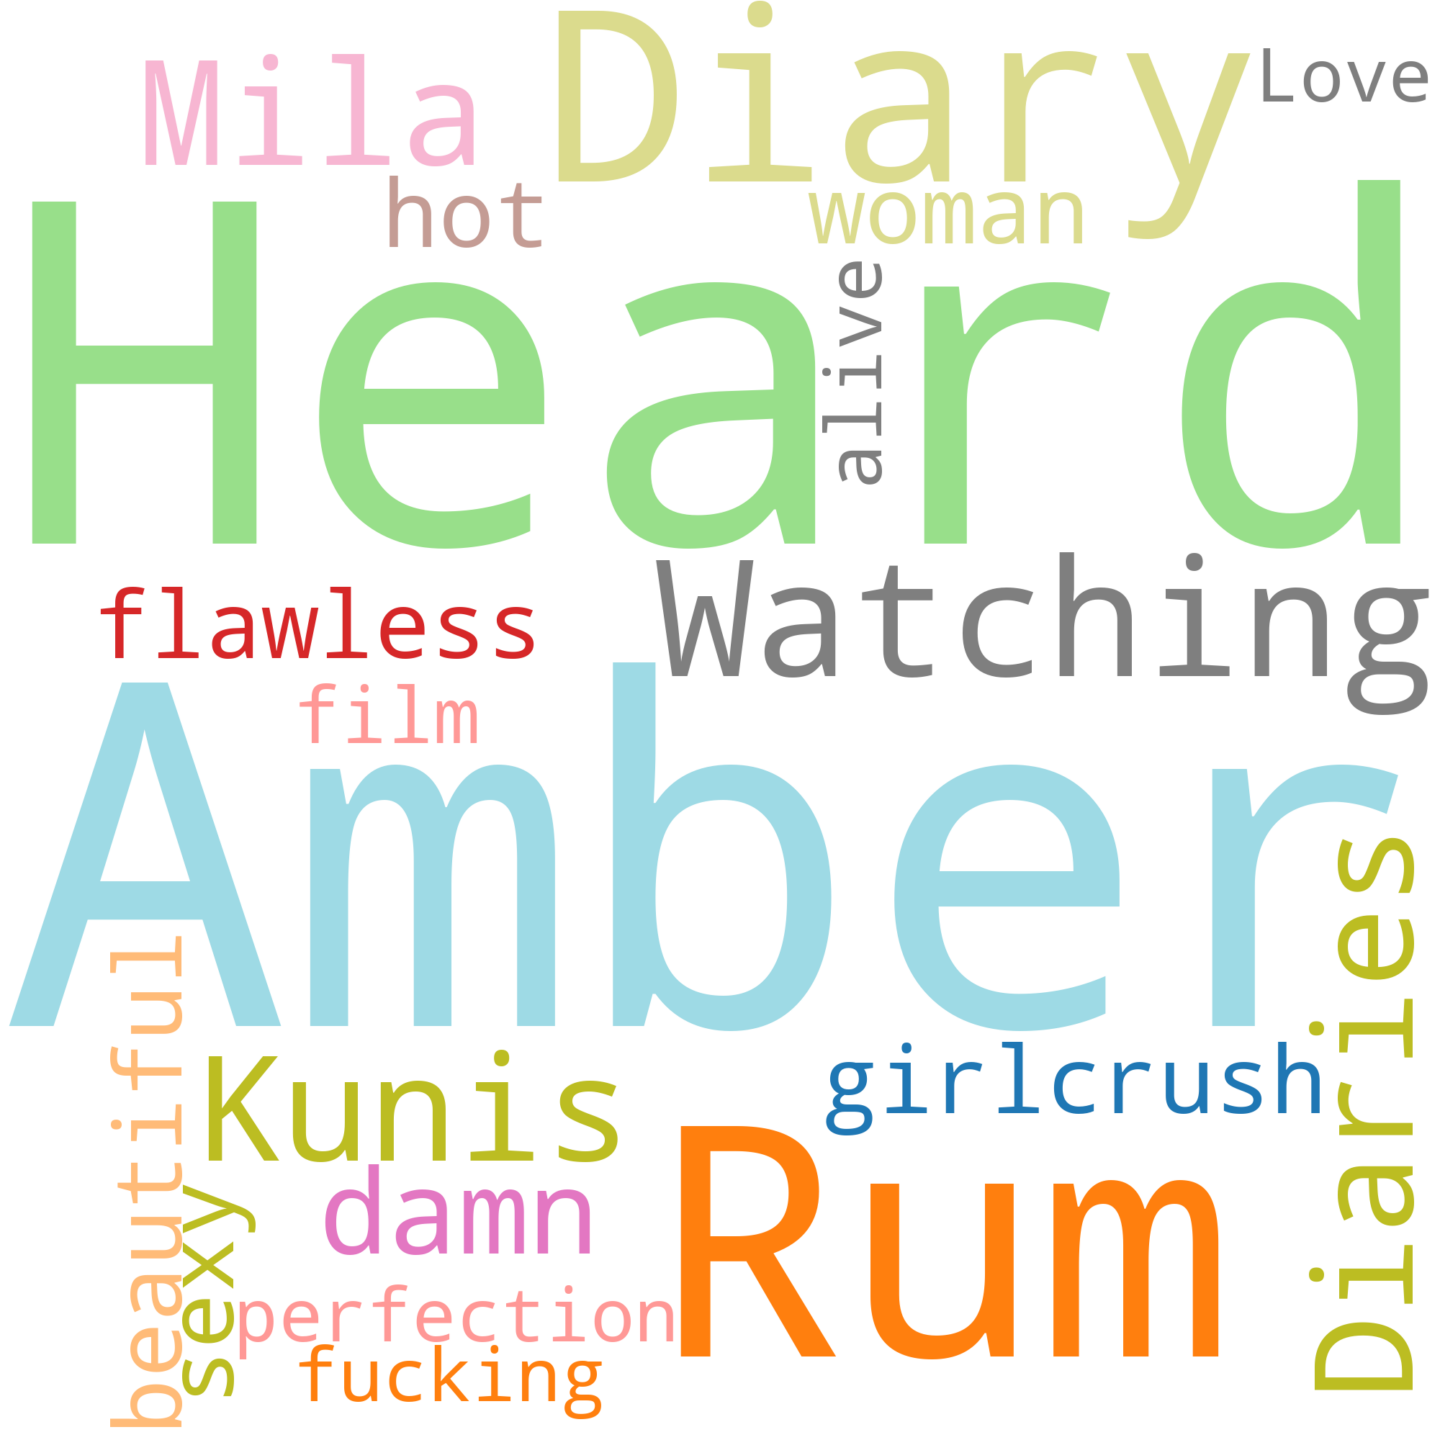 Diary
Mila
Love
hot
woman
Heard
alive
flawless
Watching
film
Amber
Diaries
beautiful
Kunis
girlcrush
damn
Rum
sexy
perfection
fucking